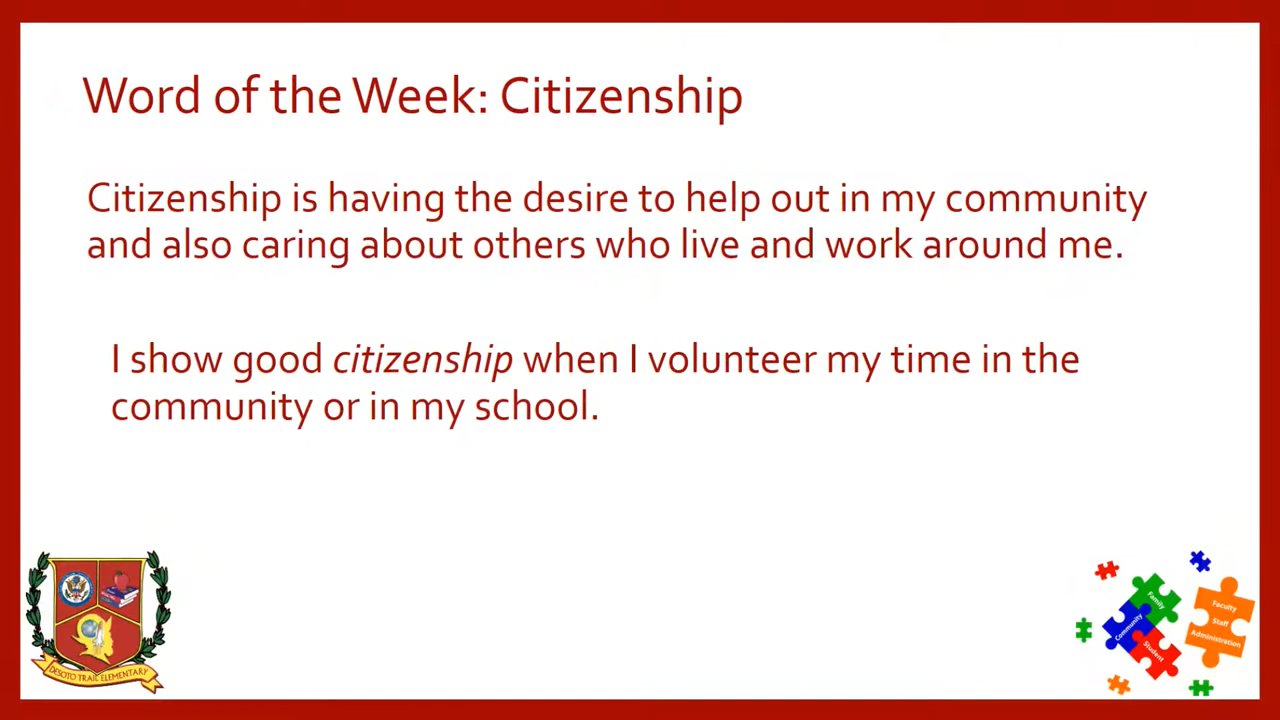 Word of the Week: Citizenship
Citizenship is having the desire to help out in my community
and also caring about others who live and work around me.
I show good citizenship when I volunteer my time in the
community or in my school.
DESOTO TRAIL ELEMENTARY
Family
Community
Student
Faculty
Staff
Administration